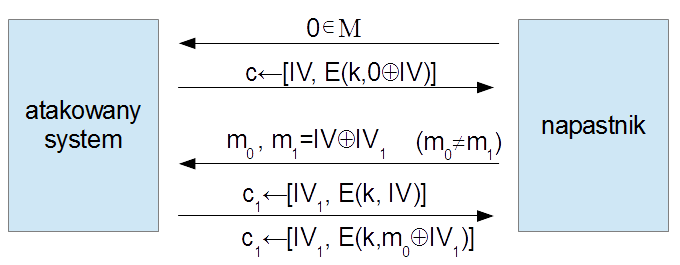 0∈M
c←[IV, E(k,0⊕IV)]
atakowany
system
napastnik
m₀ , m₁=IV⊕IV₁ (m₀≠m₁)
c₁←[IV₁, E(k, IV)]
c₁←[IV₁, E(k,m₀⊕IV₁)]